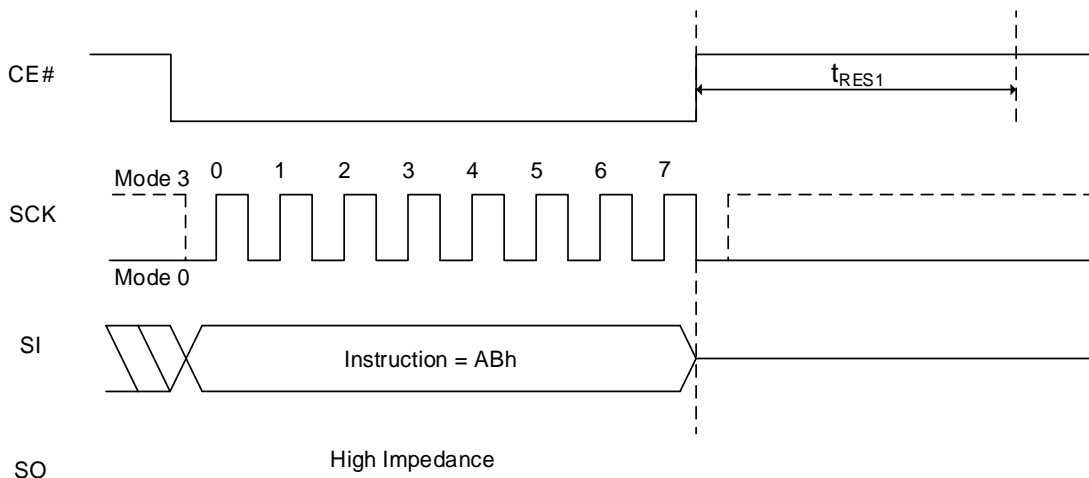 CE#
tRES1
0 1 2 3 4 5 6 7
Mode 3
SCK
Mode 0
SI
Instruction = ABh
High Impedance
SO